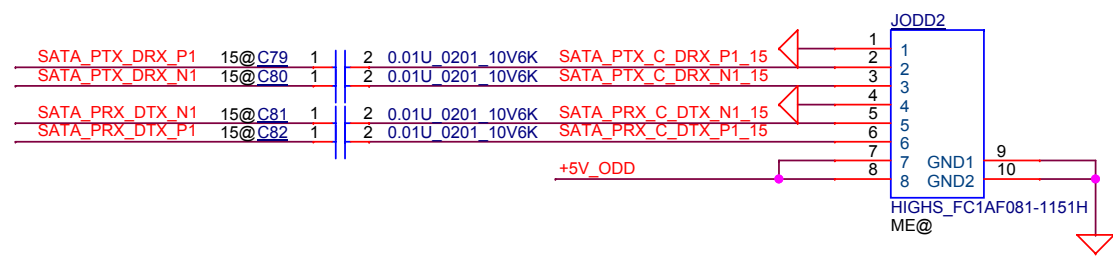 JODD2
1 1
SATA_PTX_DRX_P1 15@ C79 1 2 0.01U_0201_10V6K SATA_PTX_C_DRX_P1_15 2 2
SATA_PTX_DRX_N1 15@ C80 1 2 0.01U_0201_10V6K SATA_PTX_C_DRX_N1_15 3 3
4 4
SATA_PRX_DTX_N1 15@ C81 1 2 0.01U_0201_10V6K SATA_PRX_C_DTX_N1_15 5 5
SATA_PRX_DTX_P1 15@ C82 1 2 0.01U_0201_10V6K SATA_PRX_C_DTX_P1_15 6 6
7 7 GND1 9
+5V_ODD 8 8 GND2 10
HIGHS_FC1AF081-1151H
ME@